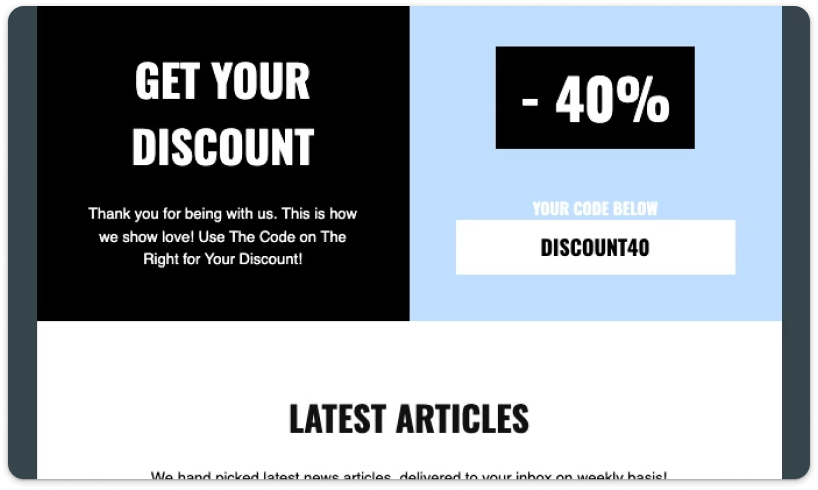 GET YOUR
DISCOUNT
Thank you for being with us. This is how
we show love! Use The Code on The
Right for Your Discount!
- 40%
YOUR CODE BELOW
DISCOUNT40
LATEST ARTICLES
We hand picked latest news articles, delivered to your inbox on weekly basis!